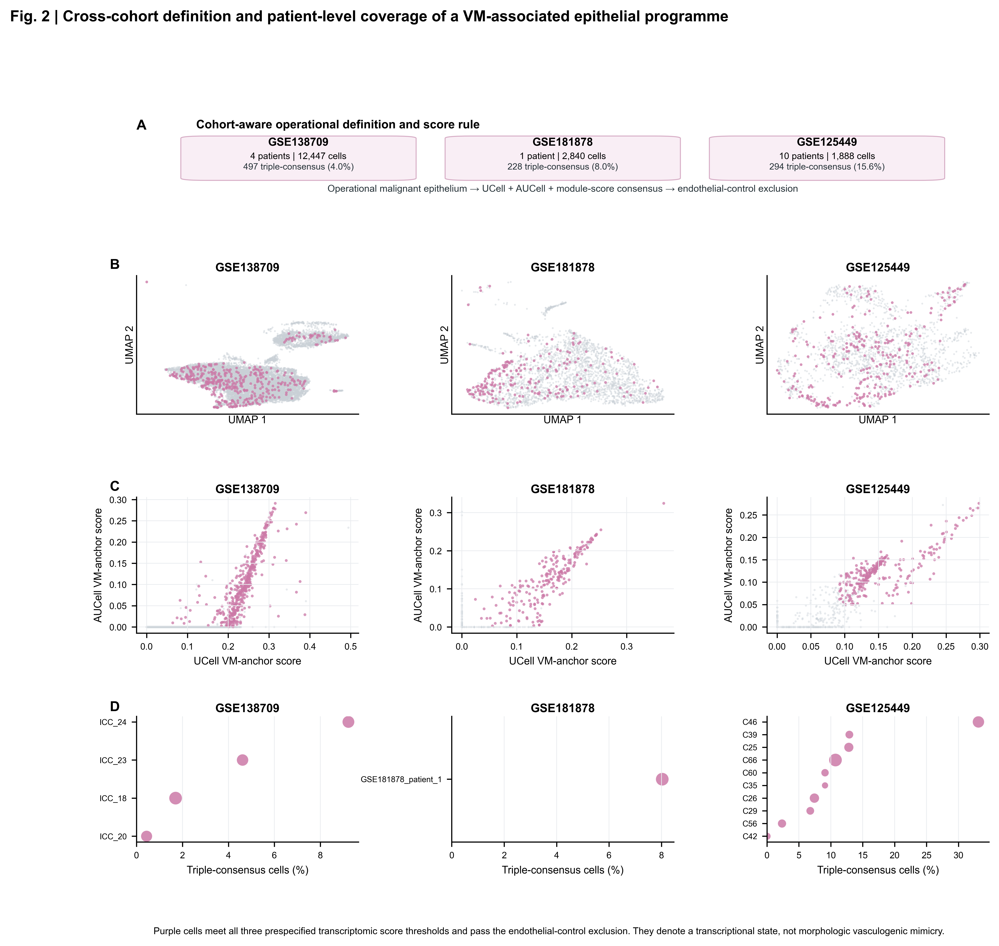 Fig. 2 | Cross-cohort definition and patient-level coverage of a VM-associated epithelial programme
A
Cohort-aware operational definition and score rule
GSE138709
4 patients | 12,447 cells
497 triple-consensus (4.0%)
GSE181878
1 patient | 2,840 cells
228 triple-consensus (8.0%)
GSE125449
10 patients | 1,888 cells
294 triple-consensus (15.6%)
Operational malignant epithelium → UCell + AUCell + module-score consensus → endothelial-control exclusion
B
GSE138709
UMAP 2
UMAP 1
GSE181878
UMAP 2
UMAP 1
GSE125449
UMAP 2
UMAP 1
C
GSE138709
AUCell VM-anchor score
0.30
0.25
0.20
0.15
0.10
0.05
0.00
0.0 0.1 0.2 0.3 0.4 0.5
UCell VM-anchor score
GSE181878
AUCell VM-anchor score
0.3
0.2
0.1
0.0
0.0 0.1 0.2 0.3
UCell VM-anchor score
GSE125449
AUCell VM-anchor score
0.25
0.20
0.15
0.10
0.05
0.00
0.00 0.05 0.10 0.15 0.20 0.25 0.30
UCell VM-anchor score
D
GSE138709
ICC_24
ICC_23
ICC_18
ICC_20
0 2 4 6 8
Triple-consensus cells (%)
GSE181878
GSE181878_patient_1
0 2 4 6 8
Triple-consensus cells (%)
GSE125449
C46
C39
C25
C66
C60
C35
C26
C29
C56
C42
0 5 10 15 20 25 30
Triple-consensus cells (%)
Purple cells meet all three prespecified transcriptomic score thresholds and pass the endothelial-control exclusion. They denote a transcriptional state, not morphologic vasculogenic mimicry.